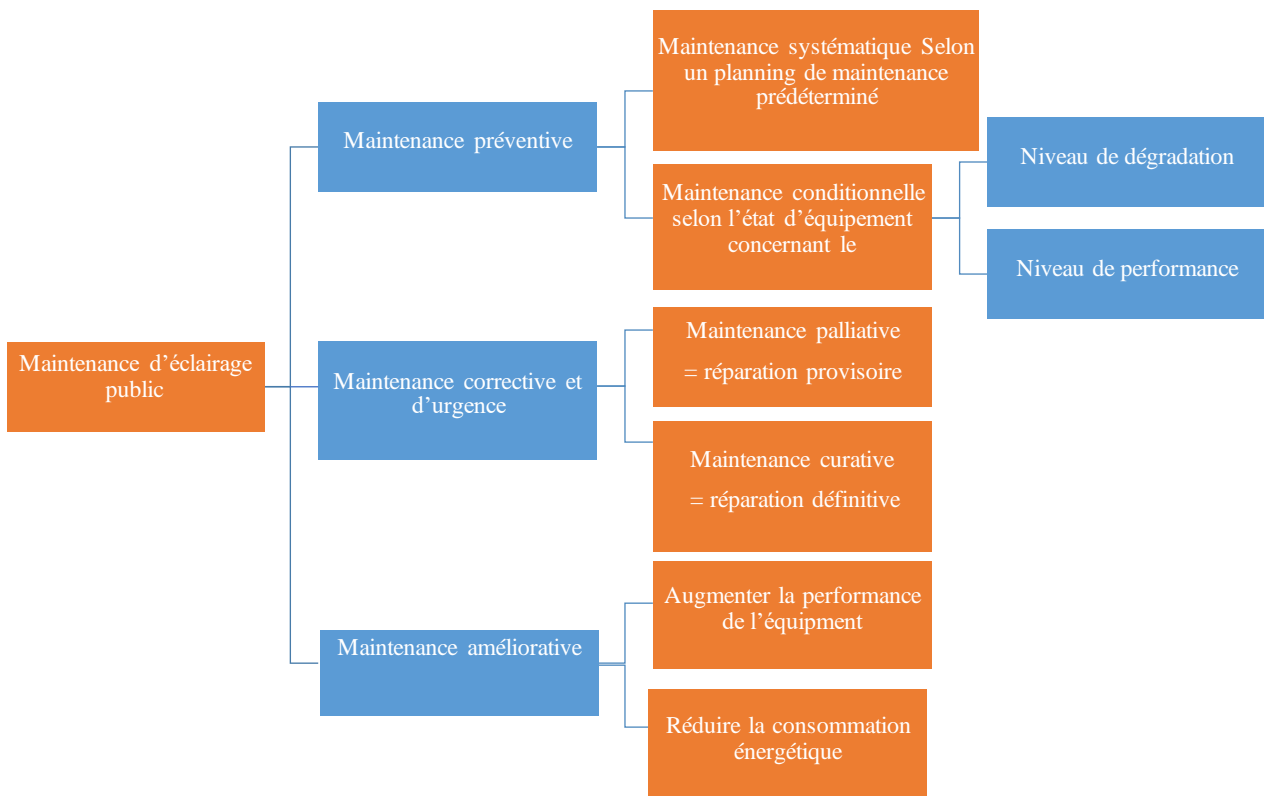 Maintenance d’éclairage
public
Maintenance préventive
Maintenance systématique Selon
un planning de maintenance
prédéterminé
Maintenance conditionnelle
selon l’état d’équipement
concernant le
Niveau de dégradation
Niveau de performance
Maintenance corrective et
d’urgence
Maintenance palliative
= réparation provisoire
Maintenance curative
= réparation définitive
Maintenance améliorative
Augmenter la performance
de l’équipment
Réduire la consommation
énergétique